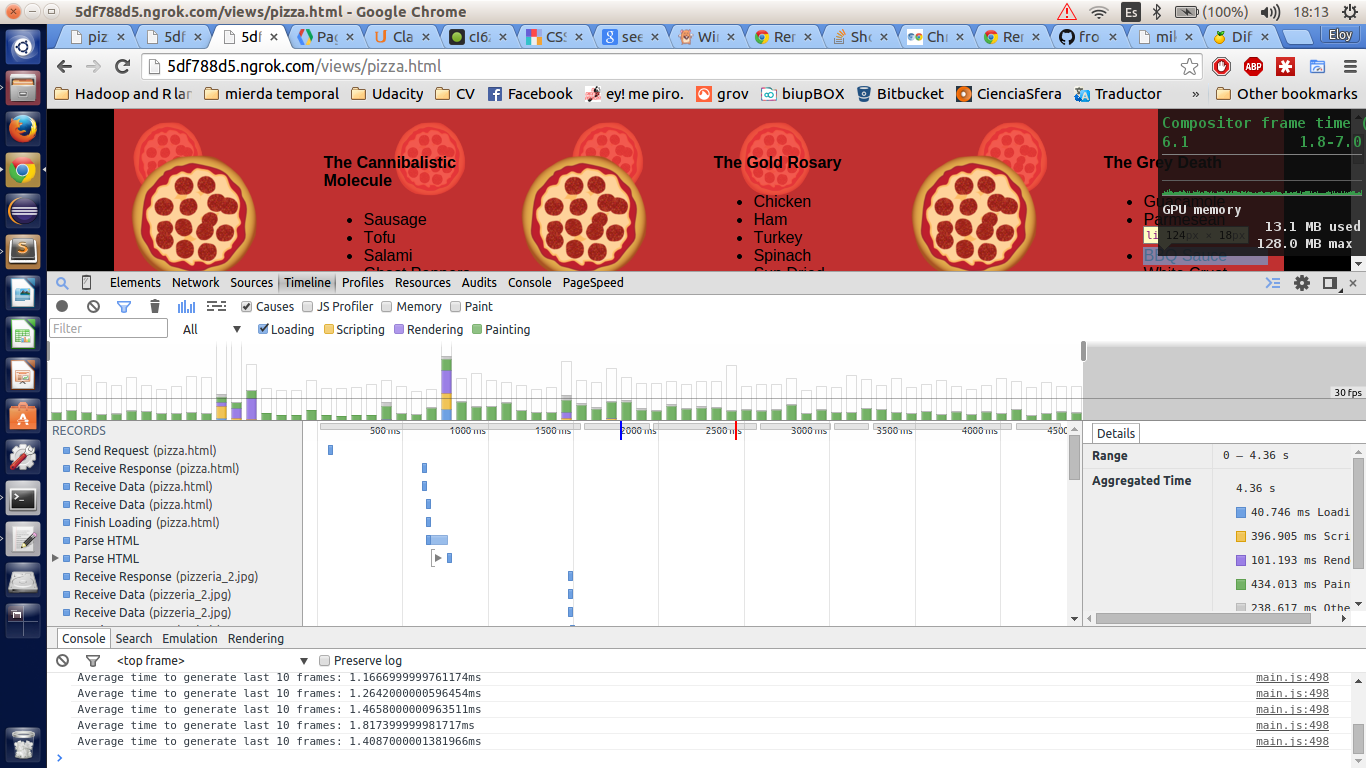 5df788d5.ngrok.com/views/pizza.html - Google Chrome
Es (100%) 18:13
piz 5df 5df Pag Cla cl6: CSS see Wir Rer Sho Chr Rer fro mil Dif Eloy
5df788d5.ngrok.com/views/pizza.html ABP
Hadoop and R lar mierda temporal Udacity CV Facebook ey! me piro. grov biupBOX Bitbucket CienciaSfera Traductor » Other bookmarks
The Cannibalistic Molecule
Sausage
Tofu
Salami
The Gold Rosary
Chicken
Ham
Turkey
Spinach
The Grey Death
Parmesean
BBQ Sauce
Compositor frame time (
6.1 1.8-7.0
GPU memory
13.1 MB used
128.0 MB max
li 124px × 18px
Elements Network Sources Timeline Profiles Resources Audits Console PageSpeed
Causes JS Profiler Memory Paint
Filter All Loading Scripting Rendering Painting
30 fps
RECORDS 500 ms 1000 ms 1500 ms 2000 ms 2500 ms 3000 ms 3500 ms 4000 ms 4500
Send Request (pizza.html)
Receive Response (pizza.html)
Receive Data (pizza.html)
Receive Data (pizza.html)
Finish Loading (pizza.html)
Parse HTML
Parse HTML
Receive Response (pizzeria_2.jpg)
Receive Data (pizzeria_2.jpg)
Receive Data (pizzeria_2.jpg)
Details
Range 0 – 4.36 s
Aggregated Time
4.36 s
40.746 ms Loadi
396.905 ms Scri
101.193 ms Rend
434.013 ms Pain
238.617 ms Othe
Console Search Emulation Rendering
<top frame> Preserve log
Average time to generate last 10 frames: 1.1666999999761174ms main.js:498
Average time to generate last 10 frames: 1.2642000000596454ms main.js:498
Average time to generate last 10 frames: 1.4658000000963511ms main.js:498
Average time to generate last 10 frames: 1.817399999981717ms main.js:498
Average time to generate last 10 frames: 1.4087000001381966ms main.js:498